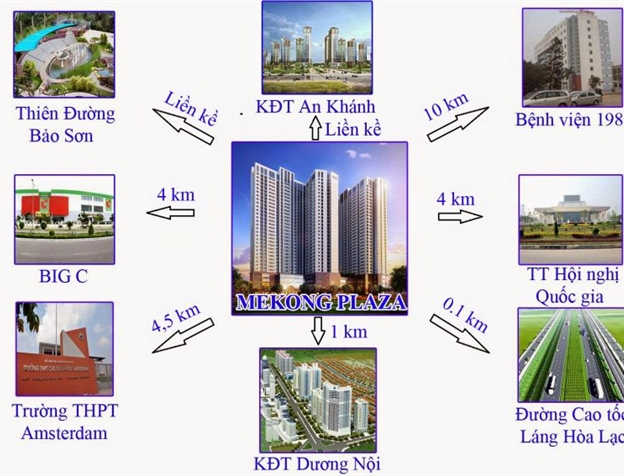 Liền kề
10 km
Thiên Đường
Bảo Sơn
KĐT An Khánh
Liền kề
Bệnh viện 198
4 km
4 km
BIG C
MEKONG PLAZA
TT Hội nghị
Quốc gia
4,5 km
1 km
0.1 km
Trường THPT
Amsterdam
KĐT Dương Nội
Đường Cao tốc
Láng Hòa Lạc